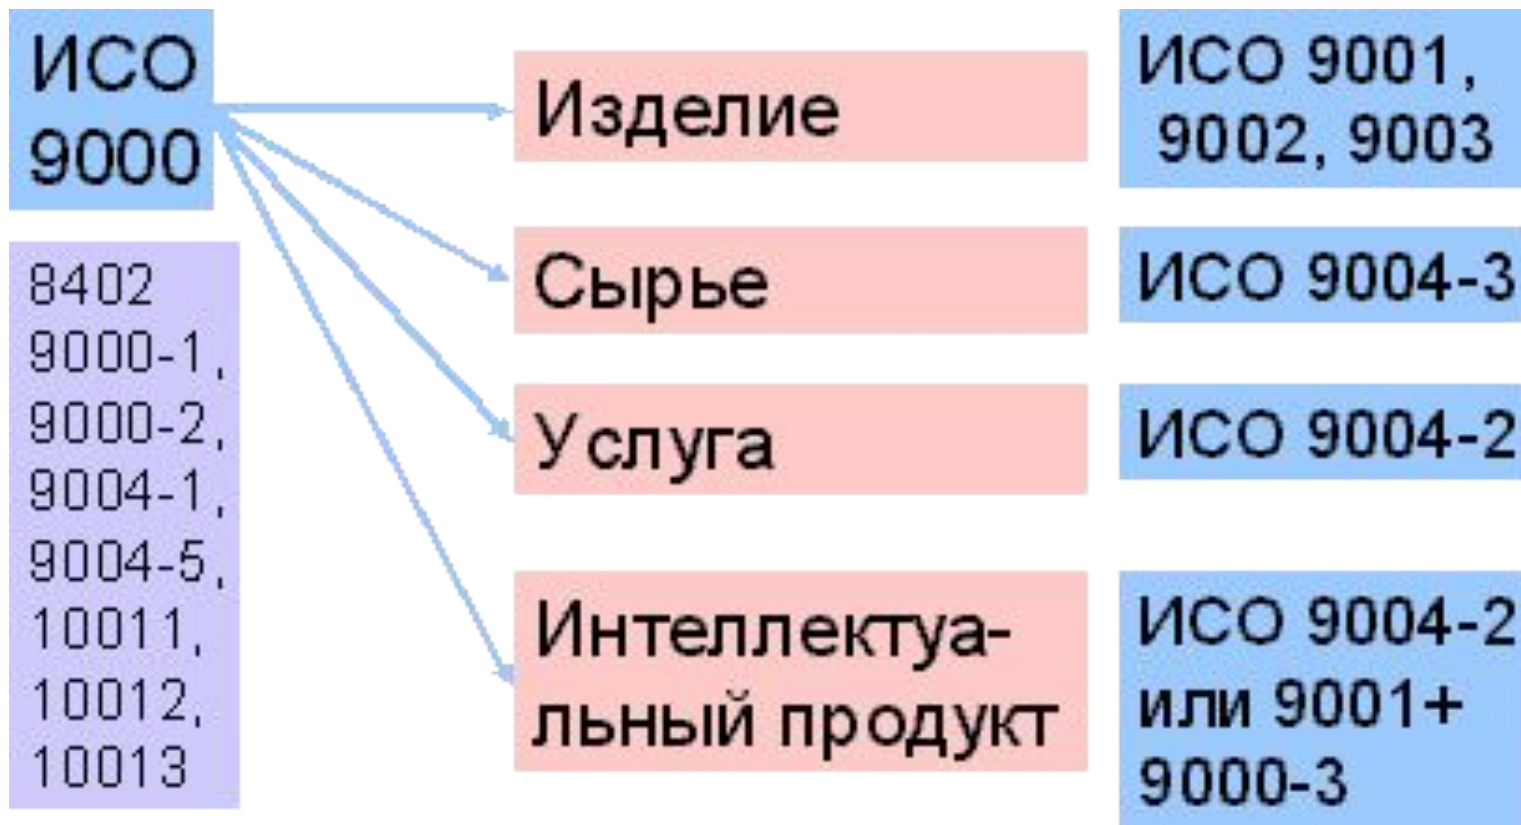 ИСО
9000
8402
9000-1,
9000-2,
9004-1,
9004-5,
10011,
10012,
10013
Изделие
ИСО 9001,
9002, 9003
Сырье
ИСО 9004-3
Услуга
ИСО 9004-2
Интеллектуа-
льный продукт
ИСО 9004-2
или 9001+
9000-3